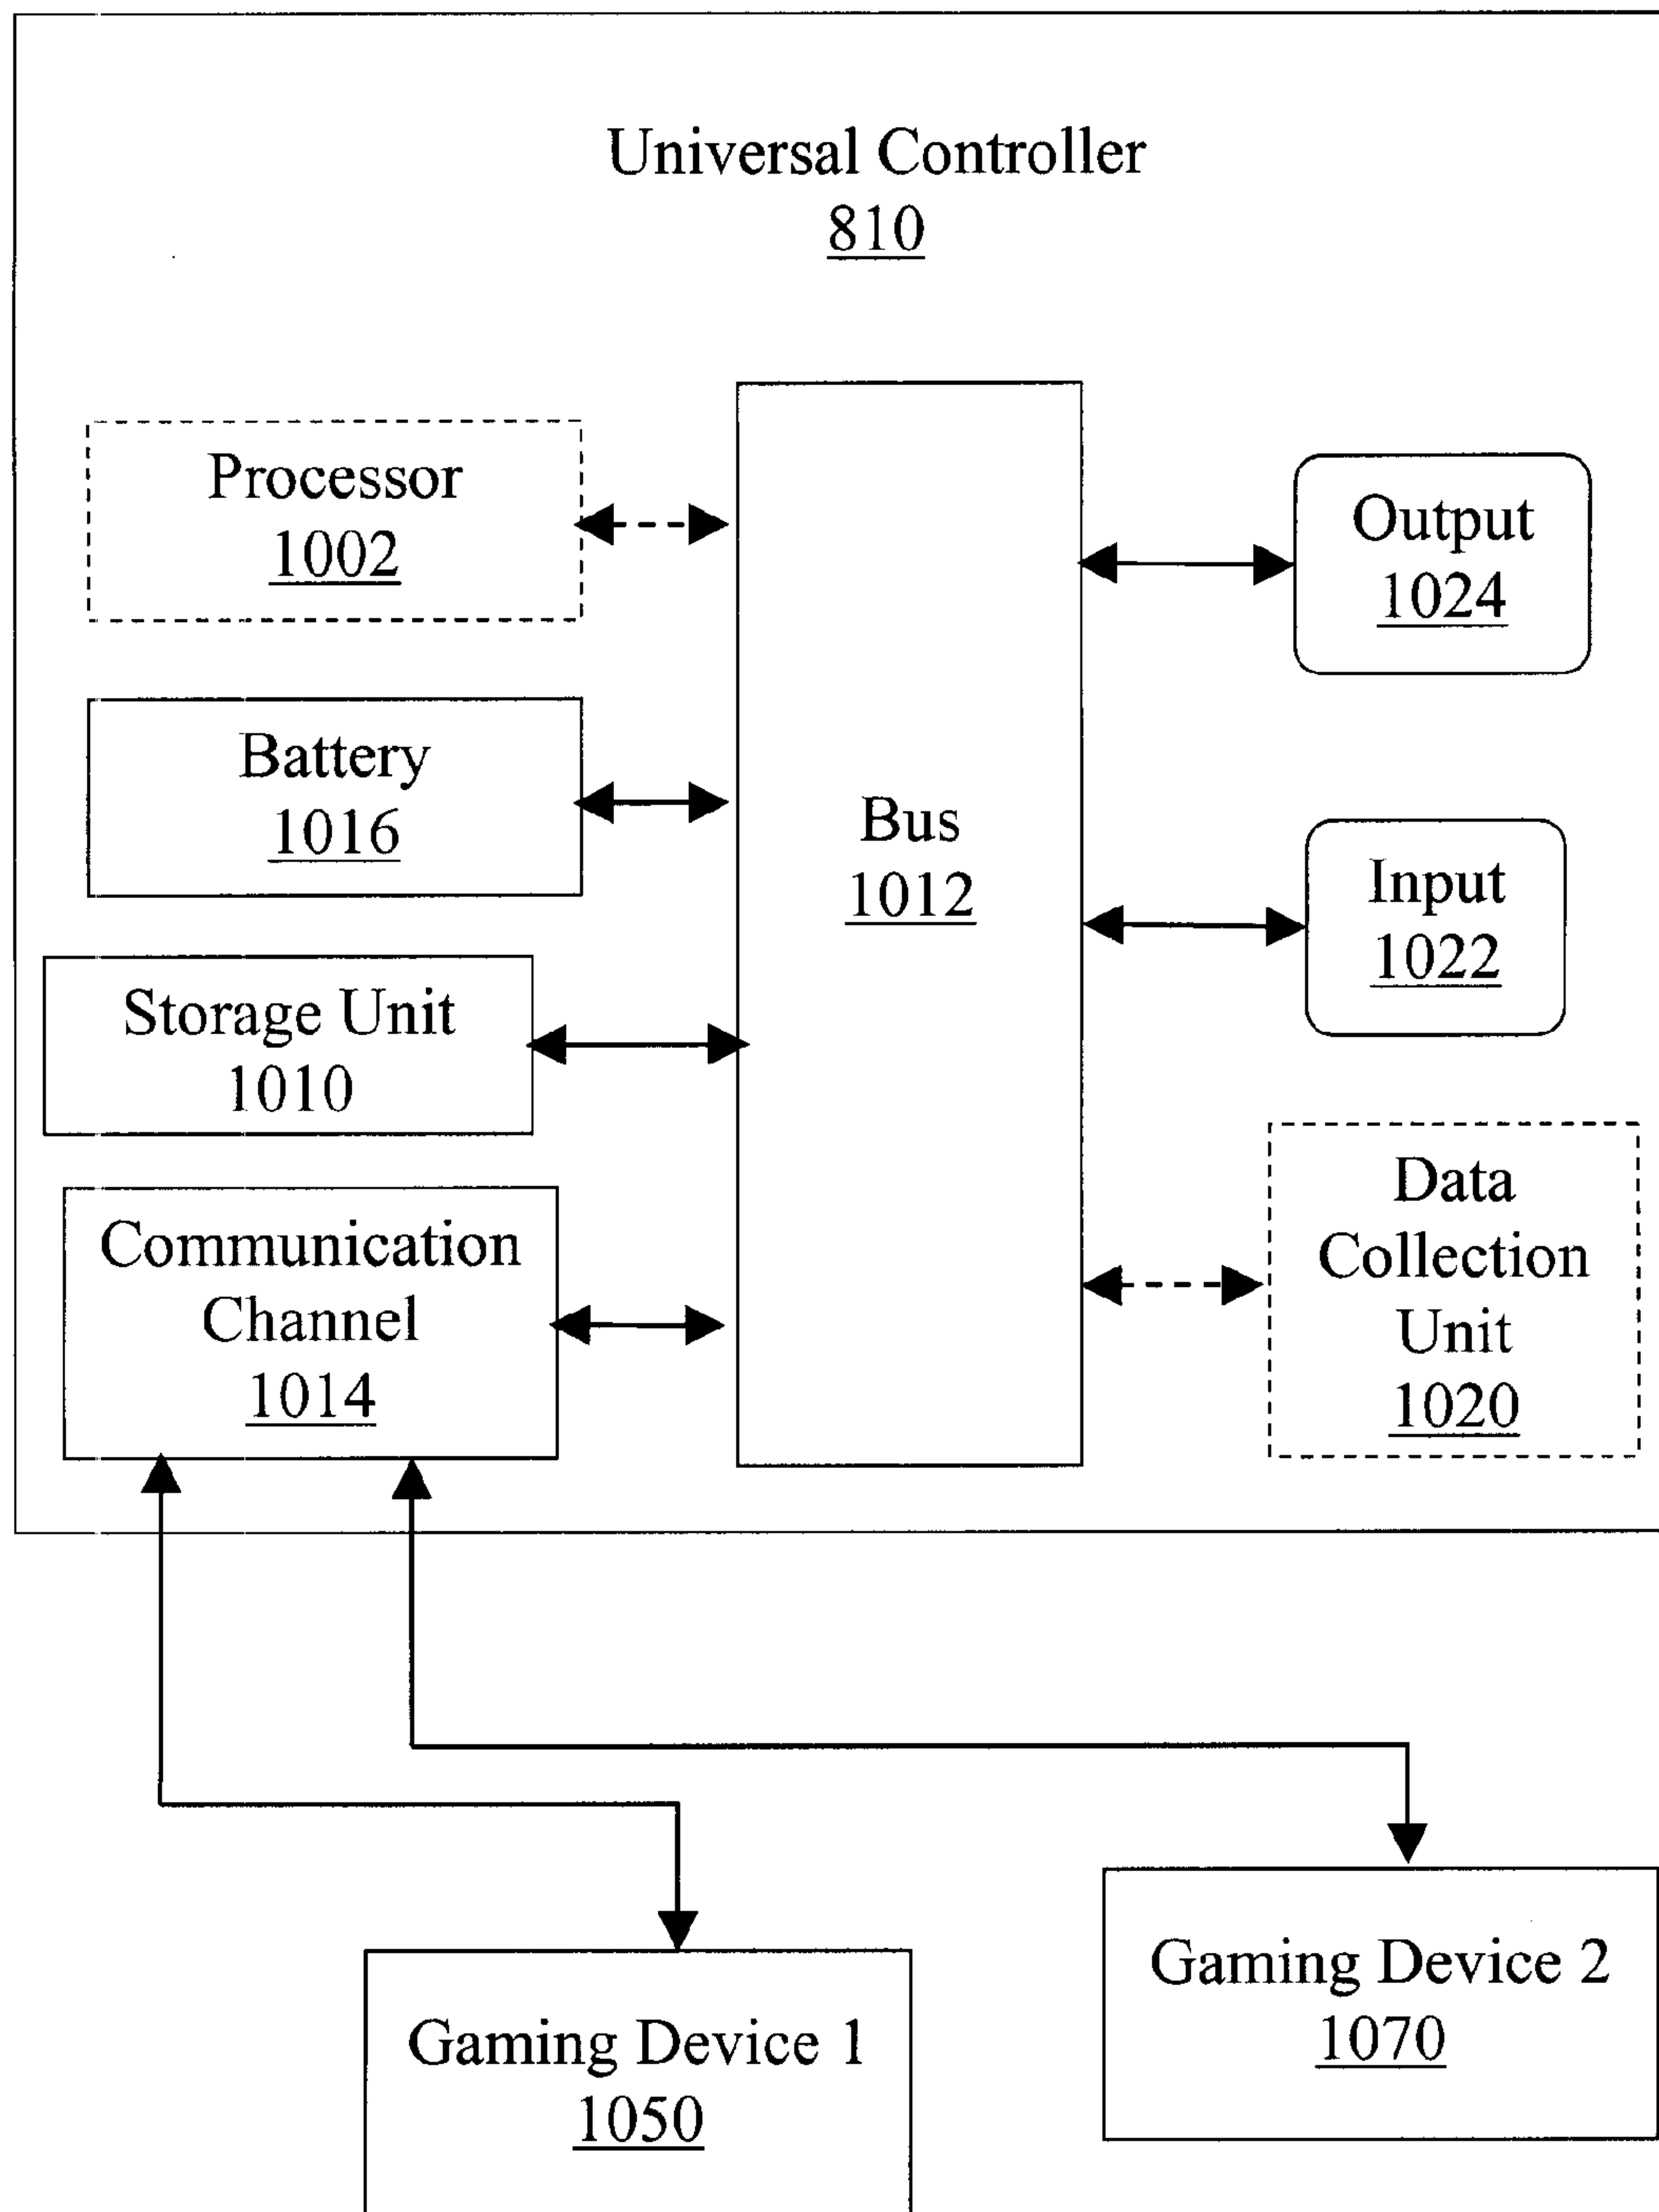 Universal Controller
810
Processor
1002
Battery
1016
Storage Unit
1010
Communication
Channel
1014
Bus
1012
Output
1024
Input
1022
Data
Collection
Unit
1020
Gaming Device 1
1050
Gaming Device 2
1070